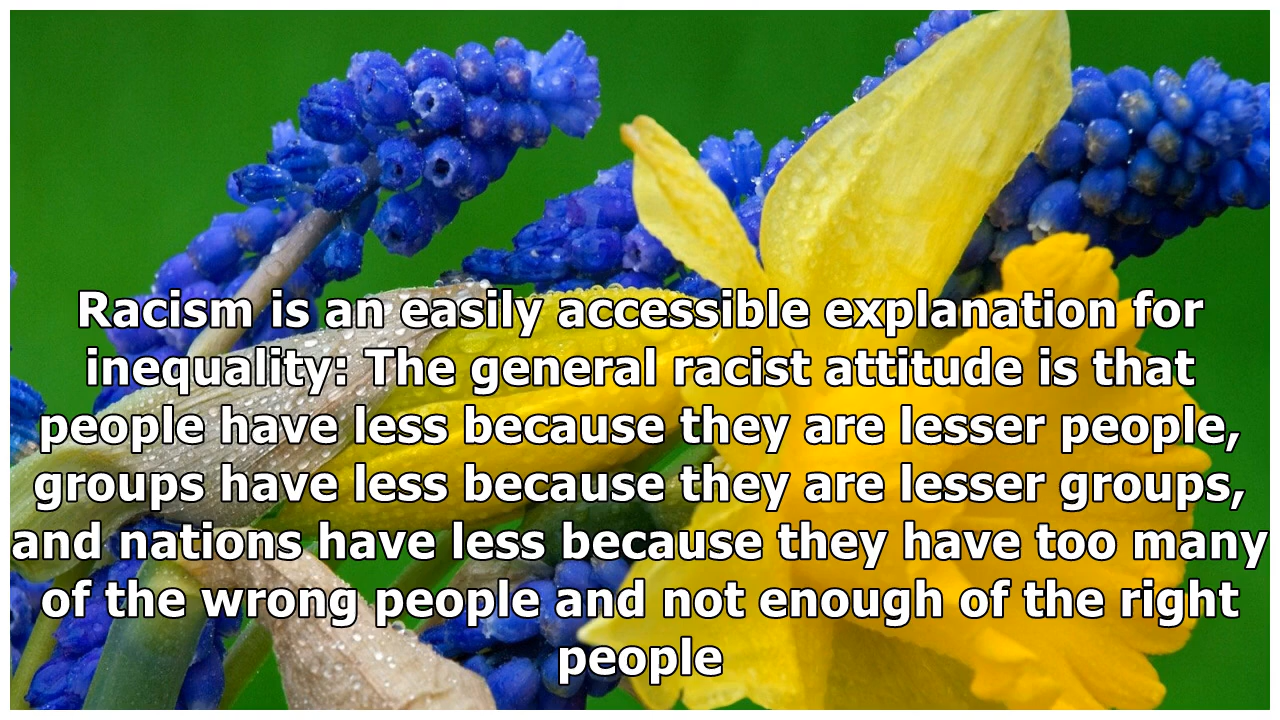 Racism is an easily accessible explanation for
inequality: The general racist attitude is that
people have less because they are lesser people,
groups have less because they are lesser groups,
and nations have less because they have too many
of the wrong people and not enough of the right
people